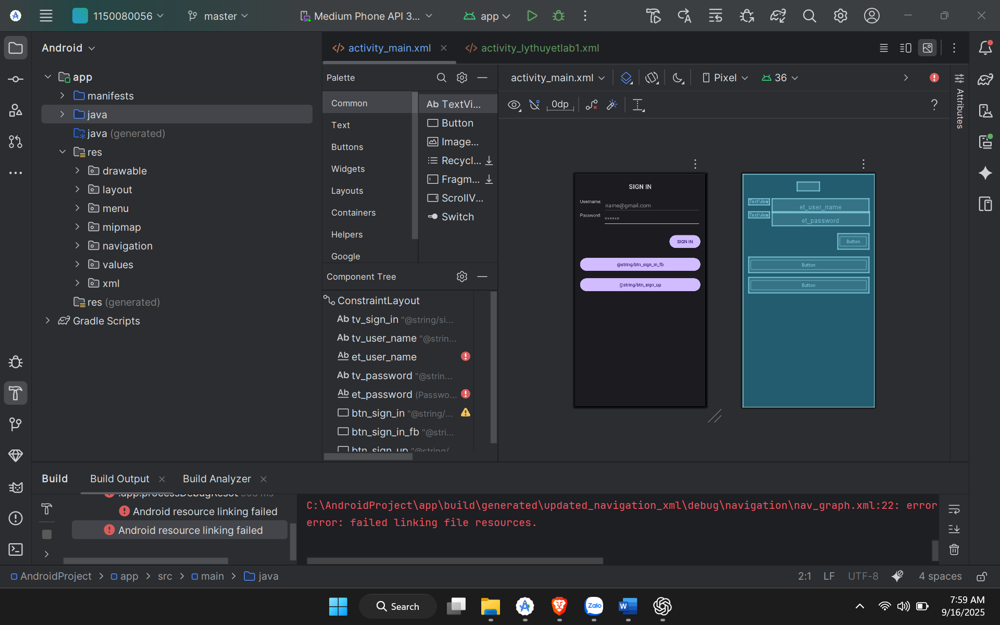 1150080056
master
Medium Phone API 3...
app
Android
activity_main.xml
activity_lythuyetlab1.xml
app
manifests
java
java (generated)
res
drawable
layout
menu
mipmap
navigation
values
xml
res (generated)
Gradle Scripts
Palette
Common
Text
Buttons
Widgets
Layouts
Containers
Helpers
Google
Ab TextVi...
Button
Image...
Recycl...
Fragm...
ScrollV...
Switch
Component Tree
ConstraintLayout
Ab tv_sign_in "@string/si...
Ab tv_user_name "@strin...
Ab et_user_name
Ab tv_password "@strin...
Ab et_password (Passwo...
btn_sign_in "@string/...
btn_sign_in_fb "@stri...
btn_sign_up "@string/
activity_main.xml
Pixel
36
0dp
?
Attributes
SIGN IN
Username:
name@gmail.com
Password:
******
SIGN IN
@string/btn_sign_in_fb
@string/btn_sign_up
TextView
et_user_name
TextView
et_password
Button
Button
Button
Build
Build Output
Build Analyzer
Android resource linking failed
Android resource linking failed
C:\AndroidProject\app\build\generated\updated_navigation_xml\debug\navigation\nav_graph.xml:22: error
error: failed linking file resources.
AndroidProject > app > src > main > java
2:1 LF UTF-8 4 spaces
Search
Zalo
W
7:59 AM
9/16/2025